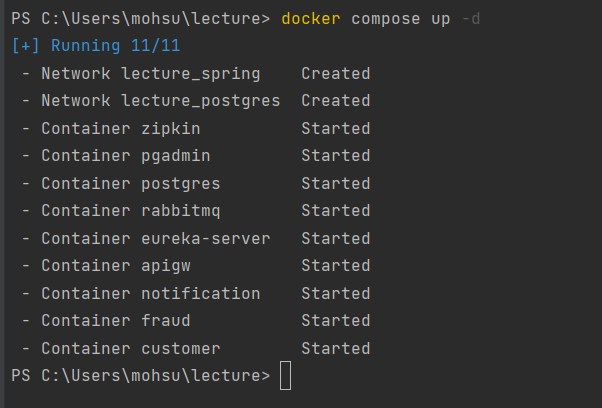 PS C:\Users\mohsu\lecture> docker compose up -d
[+] Running 11/11
 - Network lecture_spring    Created
 - Network lecture_postgres  Created
 - Container zipkin          Started
 - Container pgadmin         Started
 - Container postgres        Started
 - Container rabbitmq        Started
 - Container eureka-server   Started
 - Container apigw           Started
 - Container notification    Started
 - Container fraud           Started
 - Container customer        Started
PS C:\Users\mohsu\lecture>